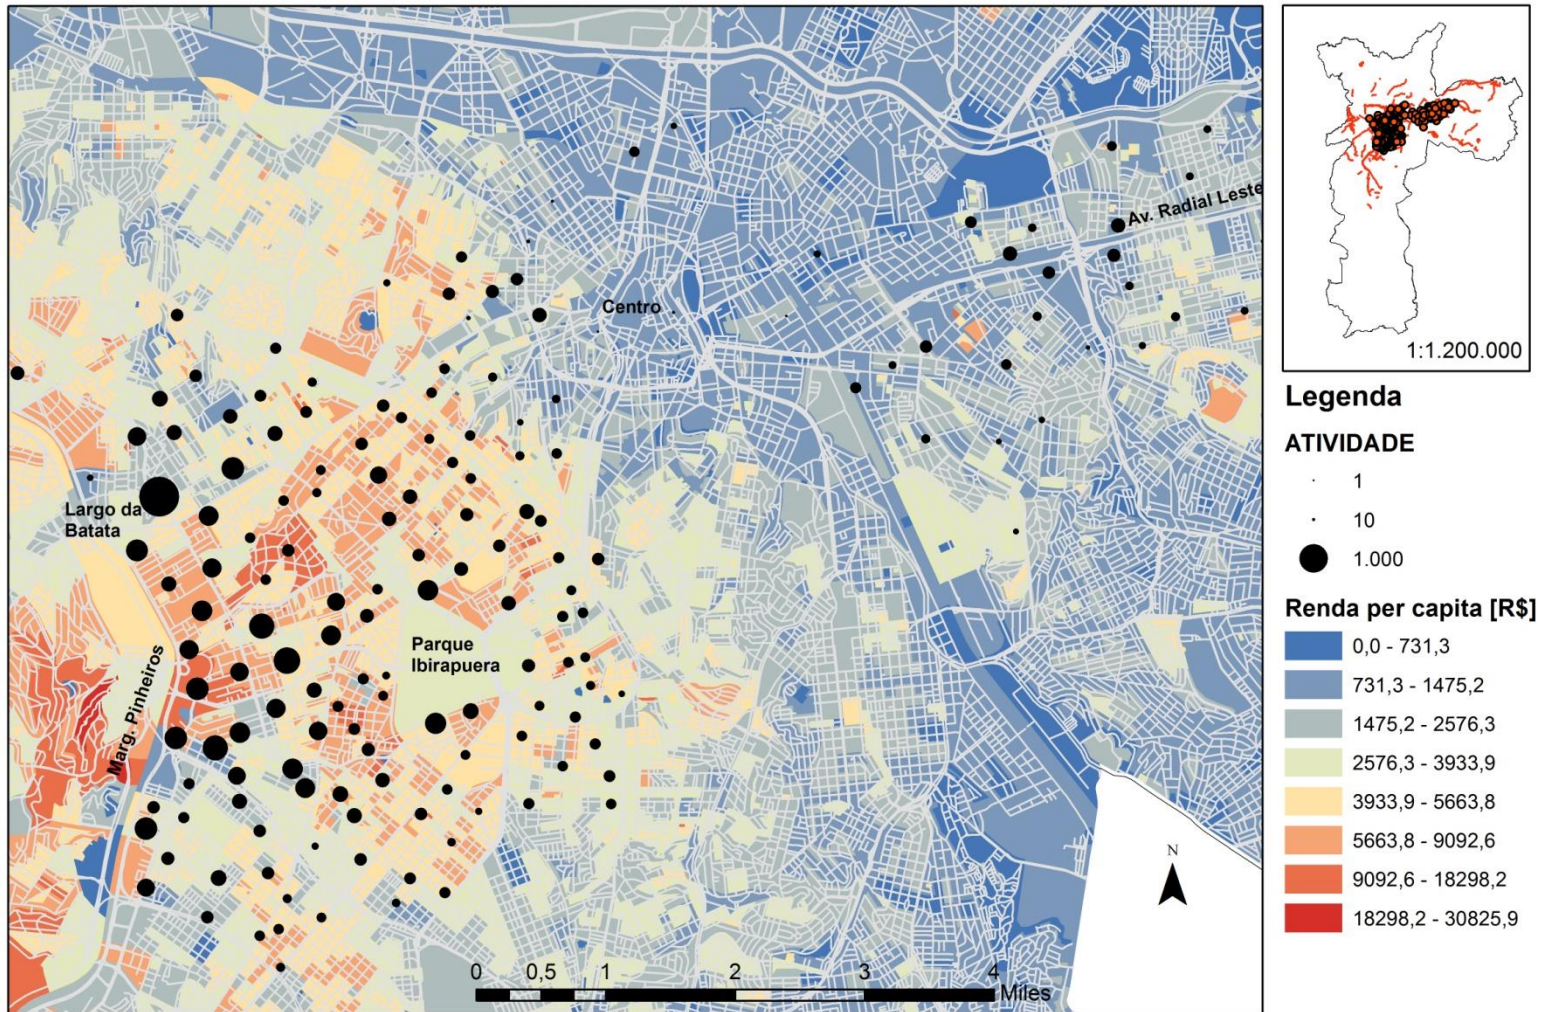 Av. Radial Leste
Centro
Largo da
Batata
Parque
Ibirapuera
Marg. Pinheiros
N
0 0,5 1 2 3 4
Miles
1:1.200.000
Legenda
ATIVIDADE
1
10
1.000
Renda per capita [R$]
0,0 - 731,3
731,3 - 1475,2
1475,2 - 2576,3
2576,3 - 3933,9
3933,9 - 5663,8
5663,8 - 9092,6
9092,6 - 18298,2
18298,2 - 30825,9